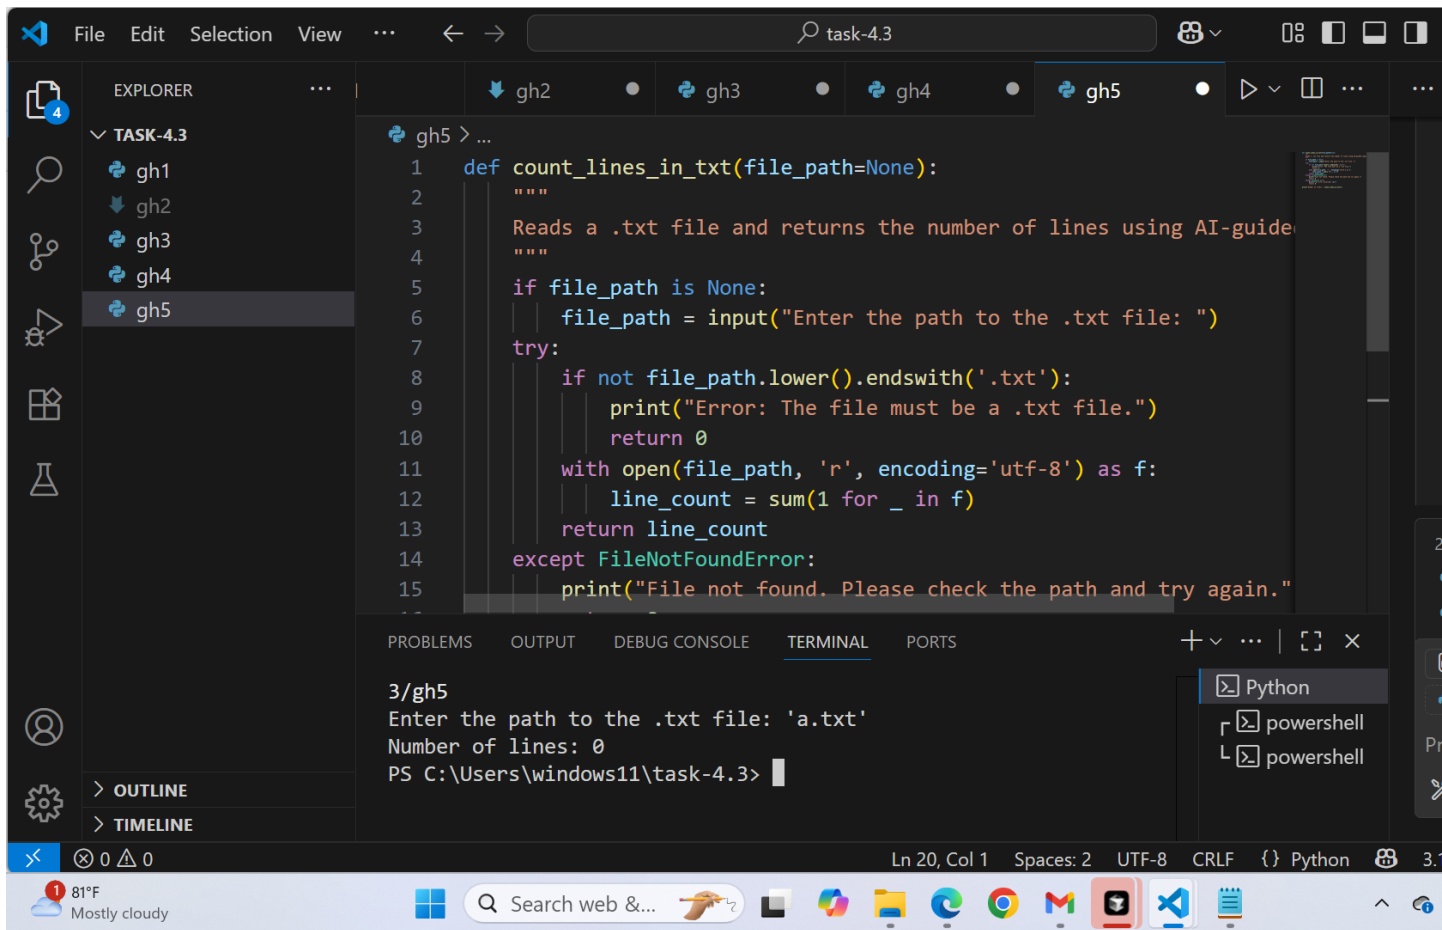 File Edit Selection View ··· task-4.3
EXPLORER ···
gh2 gh3 gh4 gh5
TASK-4.3
gh1
gh2
gh3
gh4
gh5
gh5 > ...
1 def count_lines_in_txt(file_path=None):
2 """
3 Reads a .txt file and returns the number of lines using AI-guided
4 """
5 if file_path is None:
6 file_path = input("Enter the path to the .txt file: ")
7 try:
8 if not file_path.lower().endswith('.txt'):
9 print("Error: The file must be a .txt file.")
10 return 0
11 with open(file_path, 'r', encoding='utf-8') as f:
12 line_count = sum(1 for _ in f)
13 return line_count
14 except FileNotFoundError:
15 print("File not found. Please check the path and try again."
PROBLEMS OUTPUT DEBUG CONSOLE TERMINAL PORTS
3/gh5
Enter the path to the .txt file: 'a.txt'
Number of lines: 0
PS C:\Users\windows11\task-4.3>
Python
powershell
powershell
4
OUTLINE
TIMELINE
0 0 Ln 20, Col 1 Spaces: 2 UTF-8 CRLF {} Python
1
81°F
Mostly cloudy
Search web &...